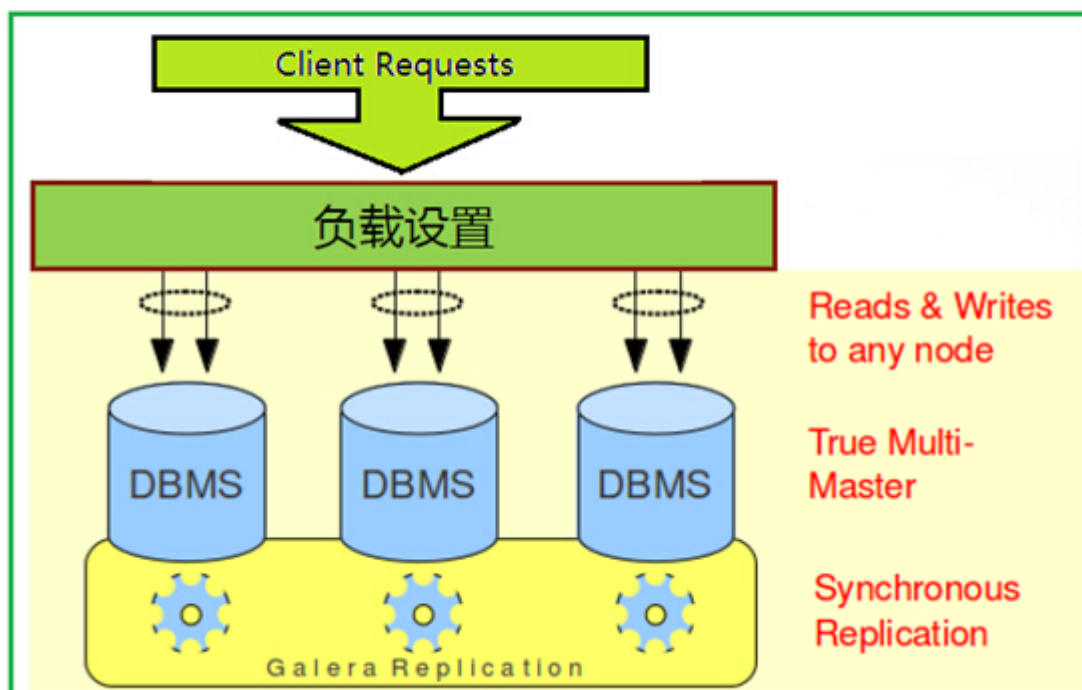 Client Requests
负载设置
Reads & Writes
to any node
DBMS DBMS DBMS
True Multi-
Master
Synchronous
Replication
Galera Replication